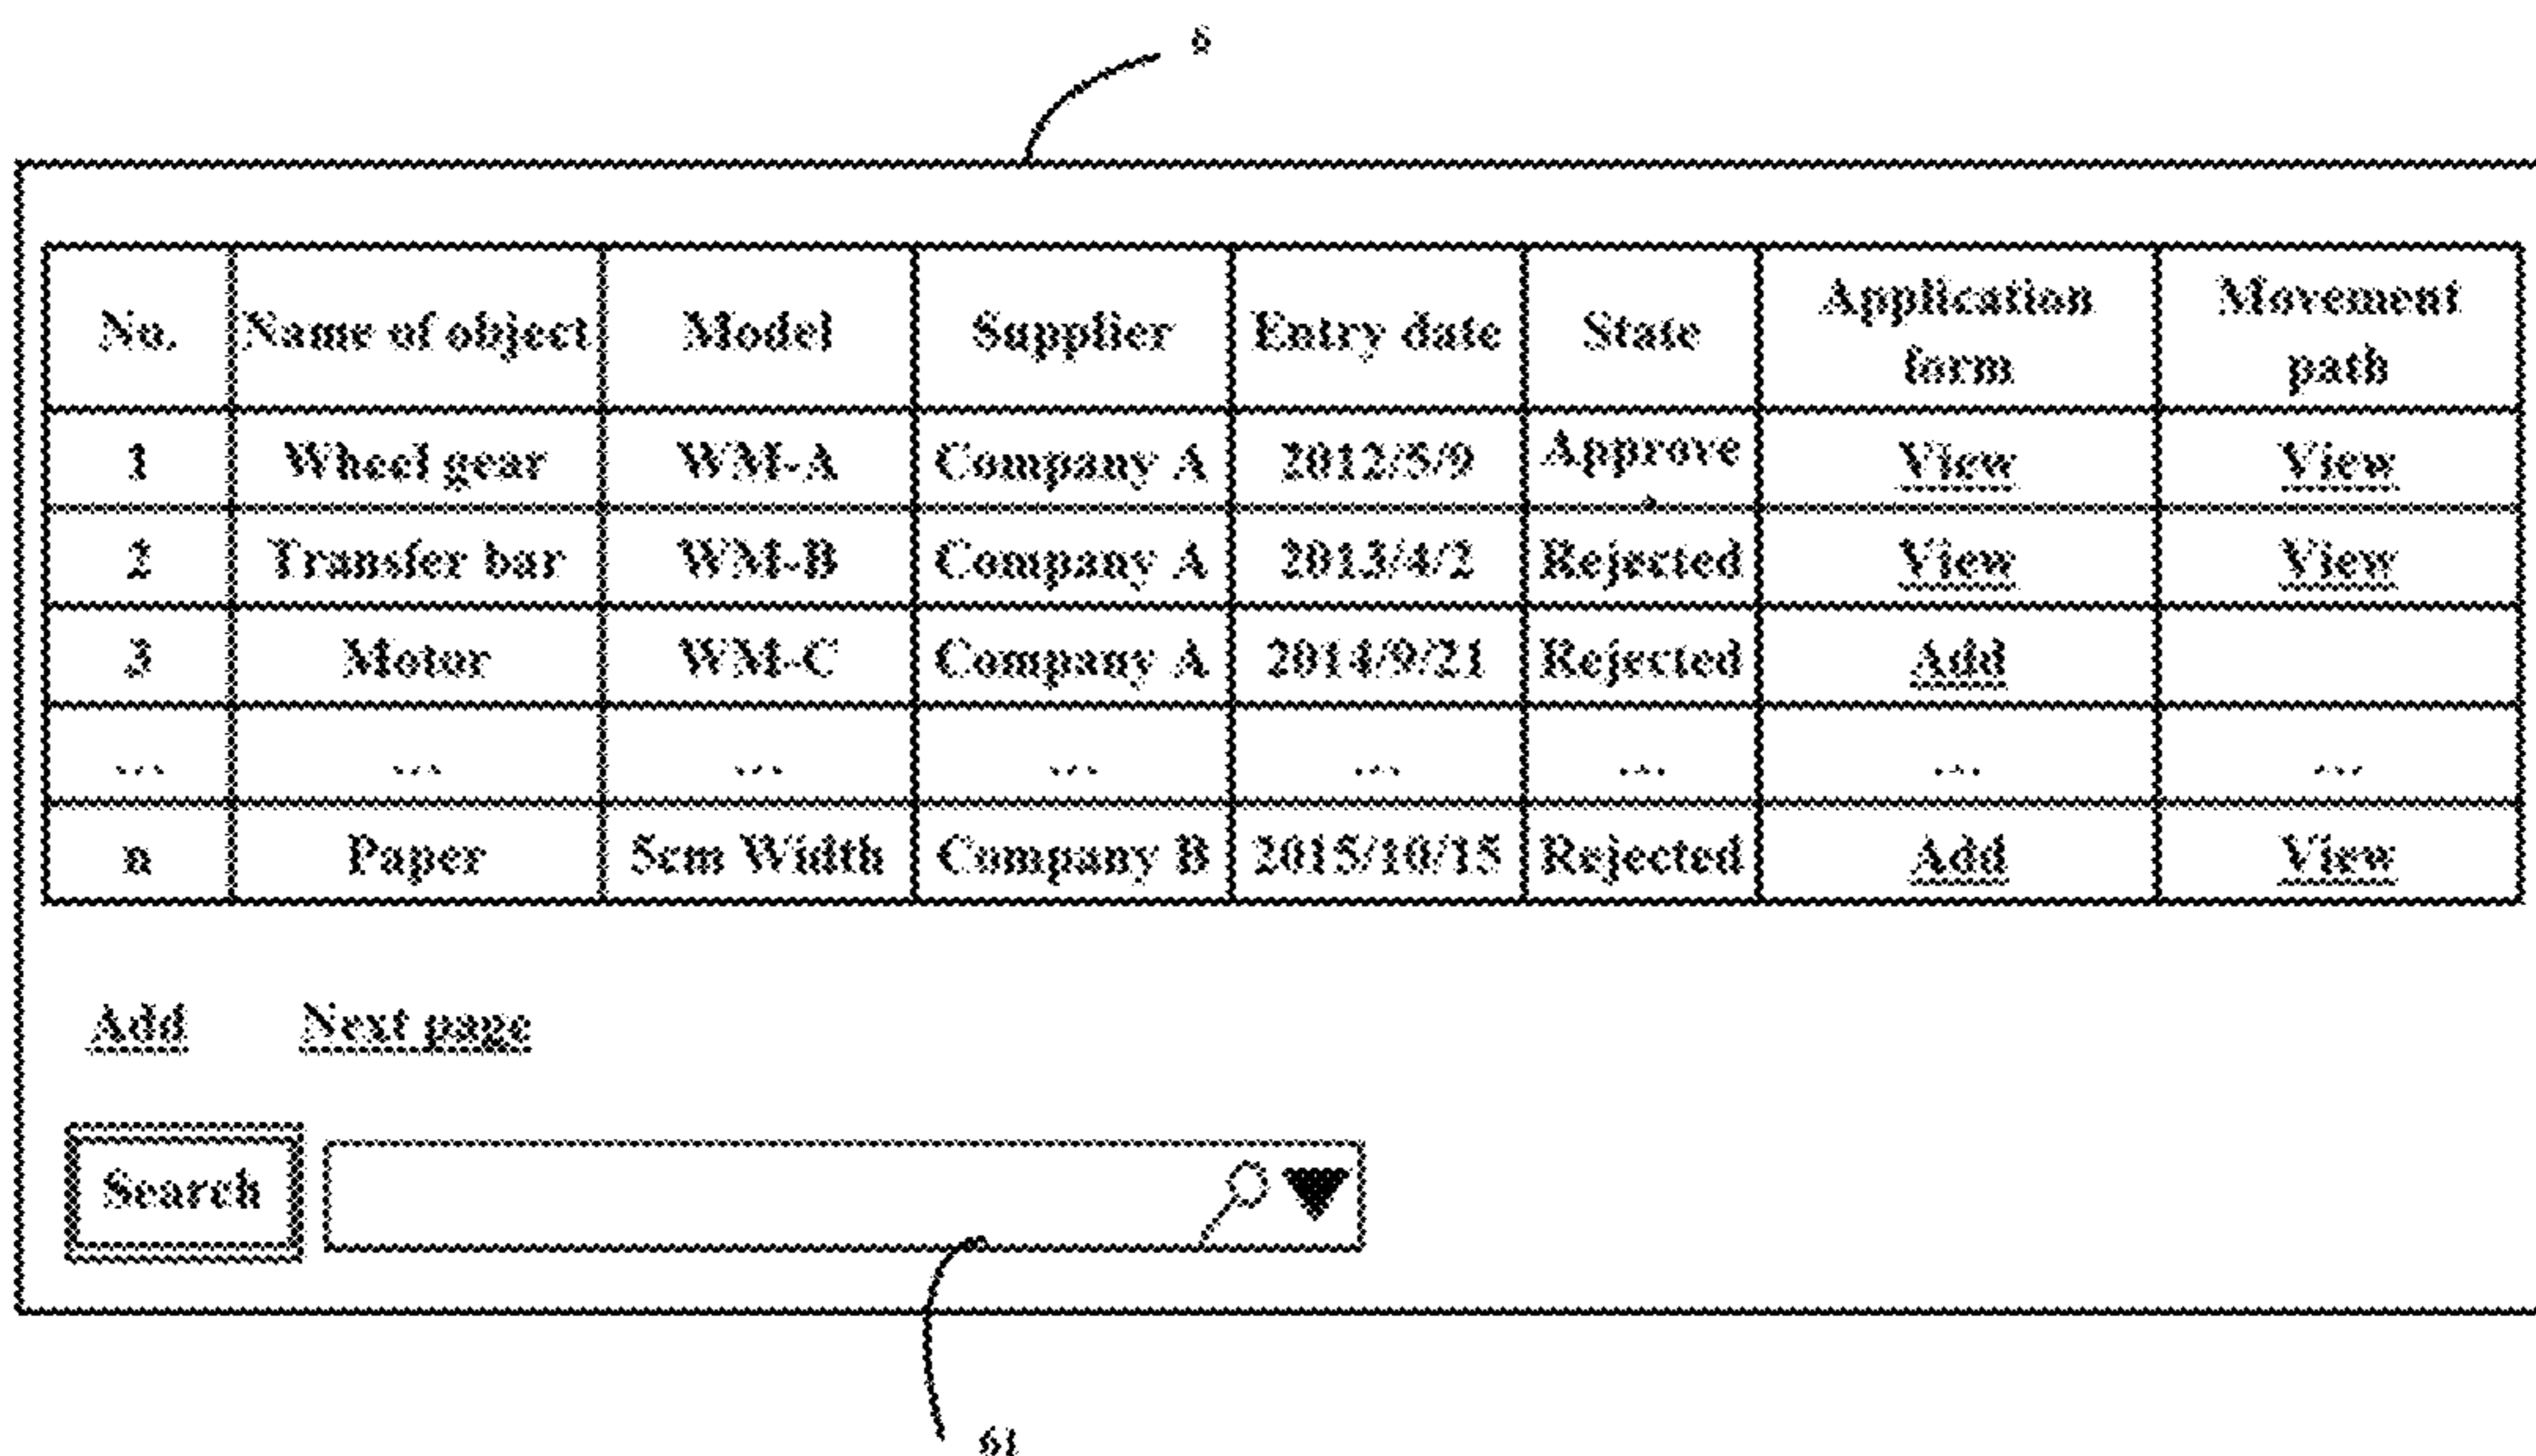 6
No. Name of object Model Supplier Entry date State Application form Movement path
1 Wheel gear WM-A Company A 2012/5/9 Approve View View
2 Transfer bar WM-B Company A 2013/4/2 Rejected View View
3 Motor WM-C Company A 2014/9/21 Rejected Add
... ... ... ... ... ... ... ...
n Paper 5cm Width Company B 2015/10/15 Rejected Add View
Add Next page
Search
61